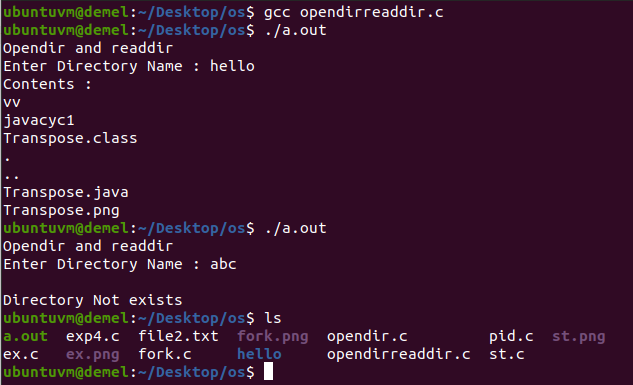 ubuntuvm@demel:~/Desktop/os$ gcc opendirreaddir.c
ubuntuvm@demel:~/Desktop/os$ ./a.out
Opendir and readdir
Enter Directory Name : hello
Contents :
vv
javacyc1
Transpose.class
.
..
Transpose.java
Transpose.png
ubuntuvm@demel:~/Desktop/os$ ./a.out
Opendir and readdir
Enter Directory Name : abc
Directory Not exists
ubuntuvm@demel:~/Desktop/os$ ls
a.out exp4.c file2.txt fork.png opendir.c pid.c st.png
ex.c ex.png fork.c hello opendirreaddir.c st.c
ubuntuvm@demel:~/Desktop/os$